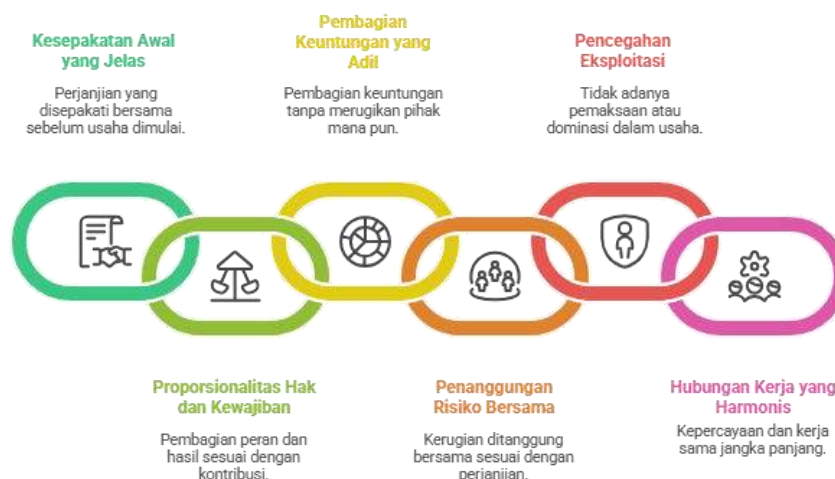 Kesepakatan Awal
yang Jelas
Perjanjian yang
disepakati bersama
sebelum usaha dimulai.
Proporsionalitas Hak
dan Kewajiban
Pembagian peran dan
hasil sesuai dengan
kontribusi.
Pembagian
Keuntungan yang
Adil
Pembagian keuntungan
tanpa merugikan pihak
mana pun.
Penanggungan
Risiko Bersama
Kerugian ditanggung
bersama sesuai dengan
perjanjian.
Pencegahan
Eksploitasi
Tidak adanya
pemaksaan atau
dominasi dalam usaha.
Hubungan Kerja yang
Harmonis
Kepercayaan dan kerja
sama jangka panjang.